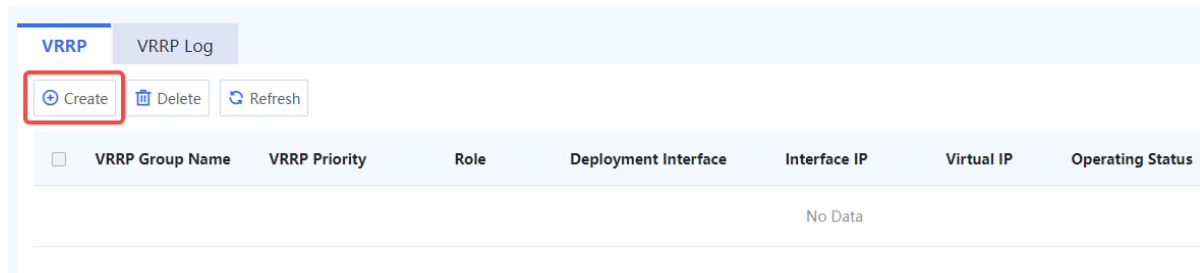 VRRP VRRP Log
Create Delete Refresh
VRRP Group Name VRRP Priority Role Deployment Interface Interface IP Virtual IP Operating Status
No Data